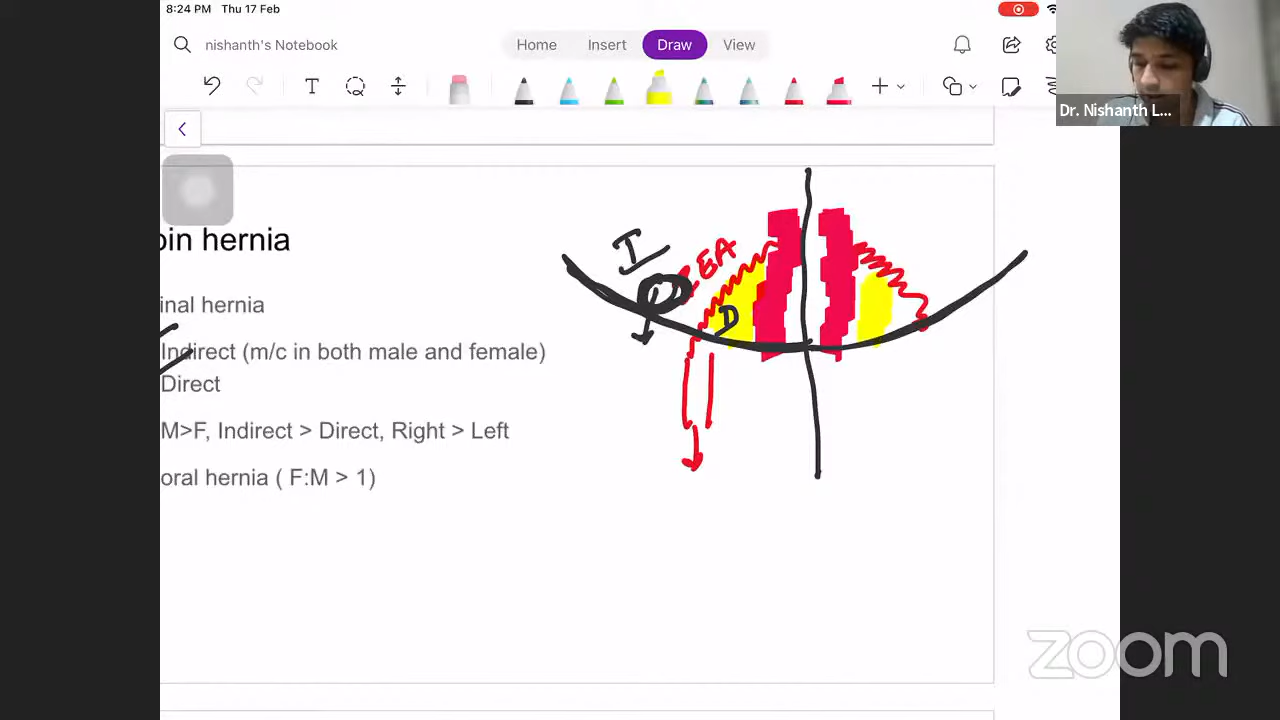 8:24 PM Thu 17 Feb
nishanth's Notebook
Home Insert Draw View
Dr. Nishanth L...
oin hernia
inal hernia
Indirect (m/c in both male and female)
Direct
M>F, Indirect > Direct, Right > Left
oral hernia ( F:M > 1)
I
EA
D
zoom